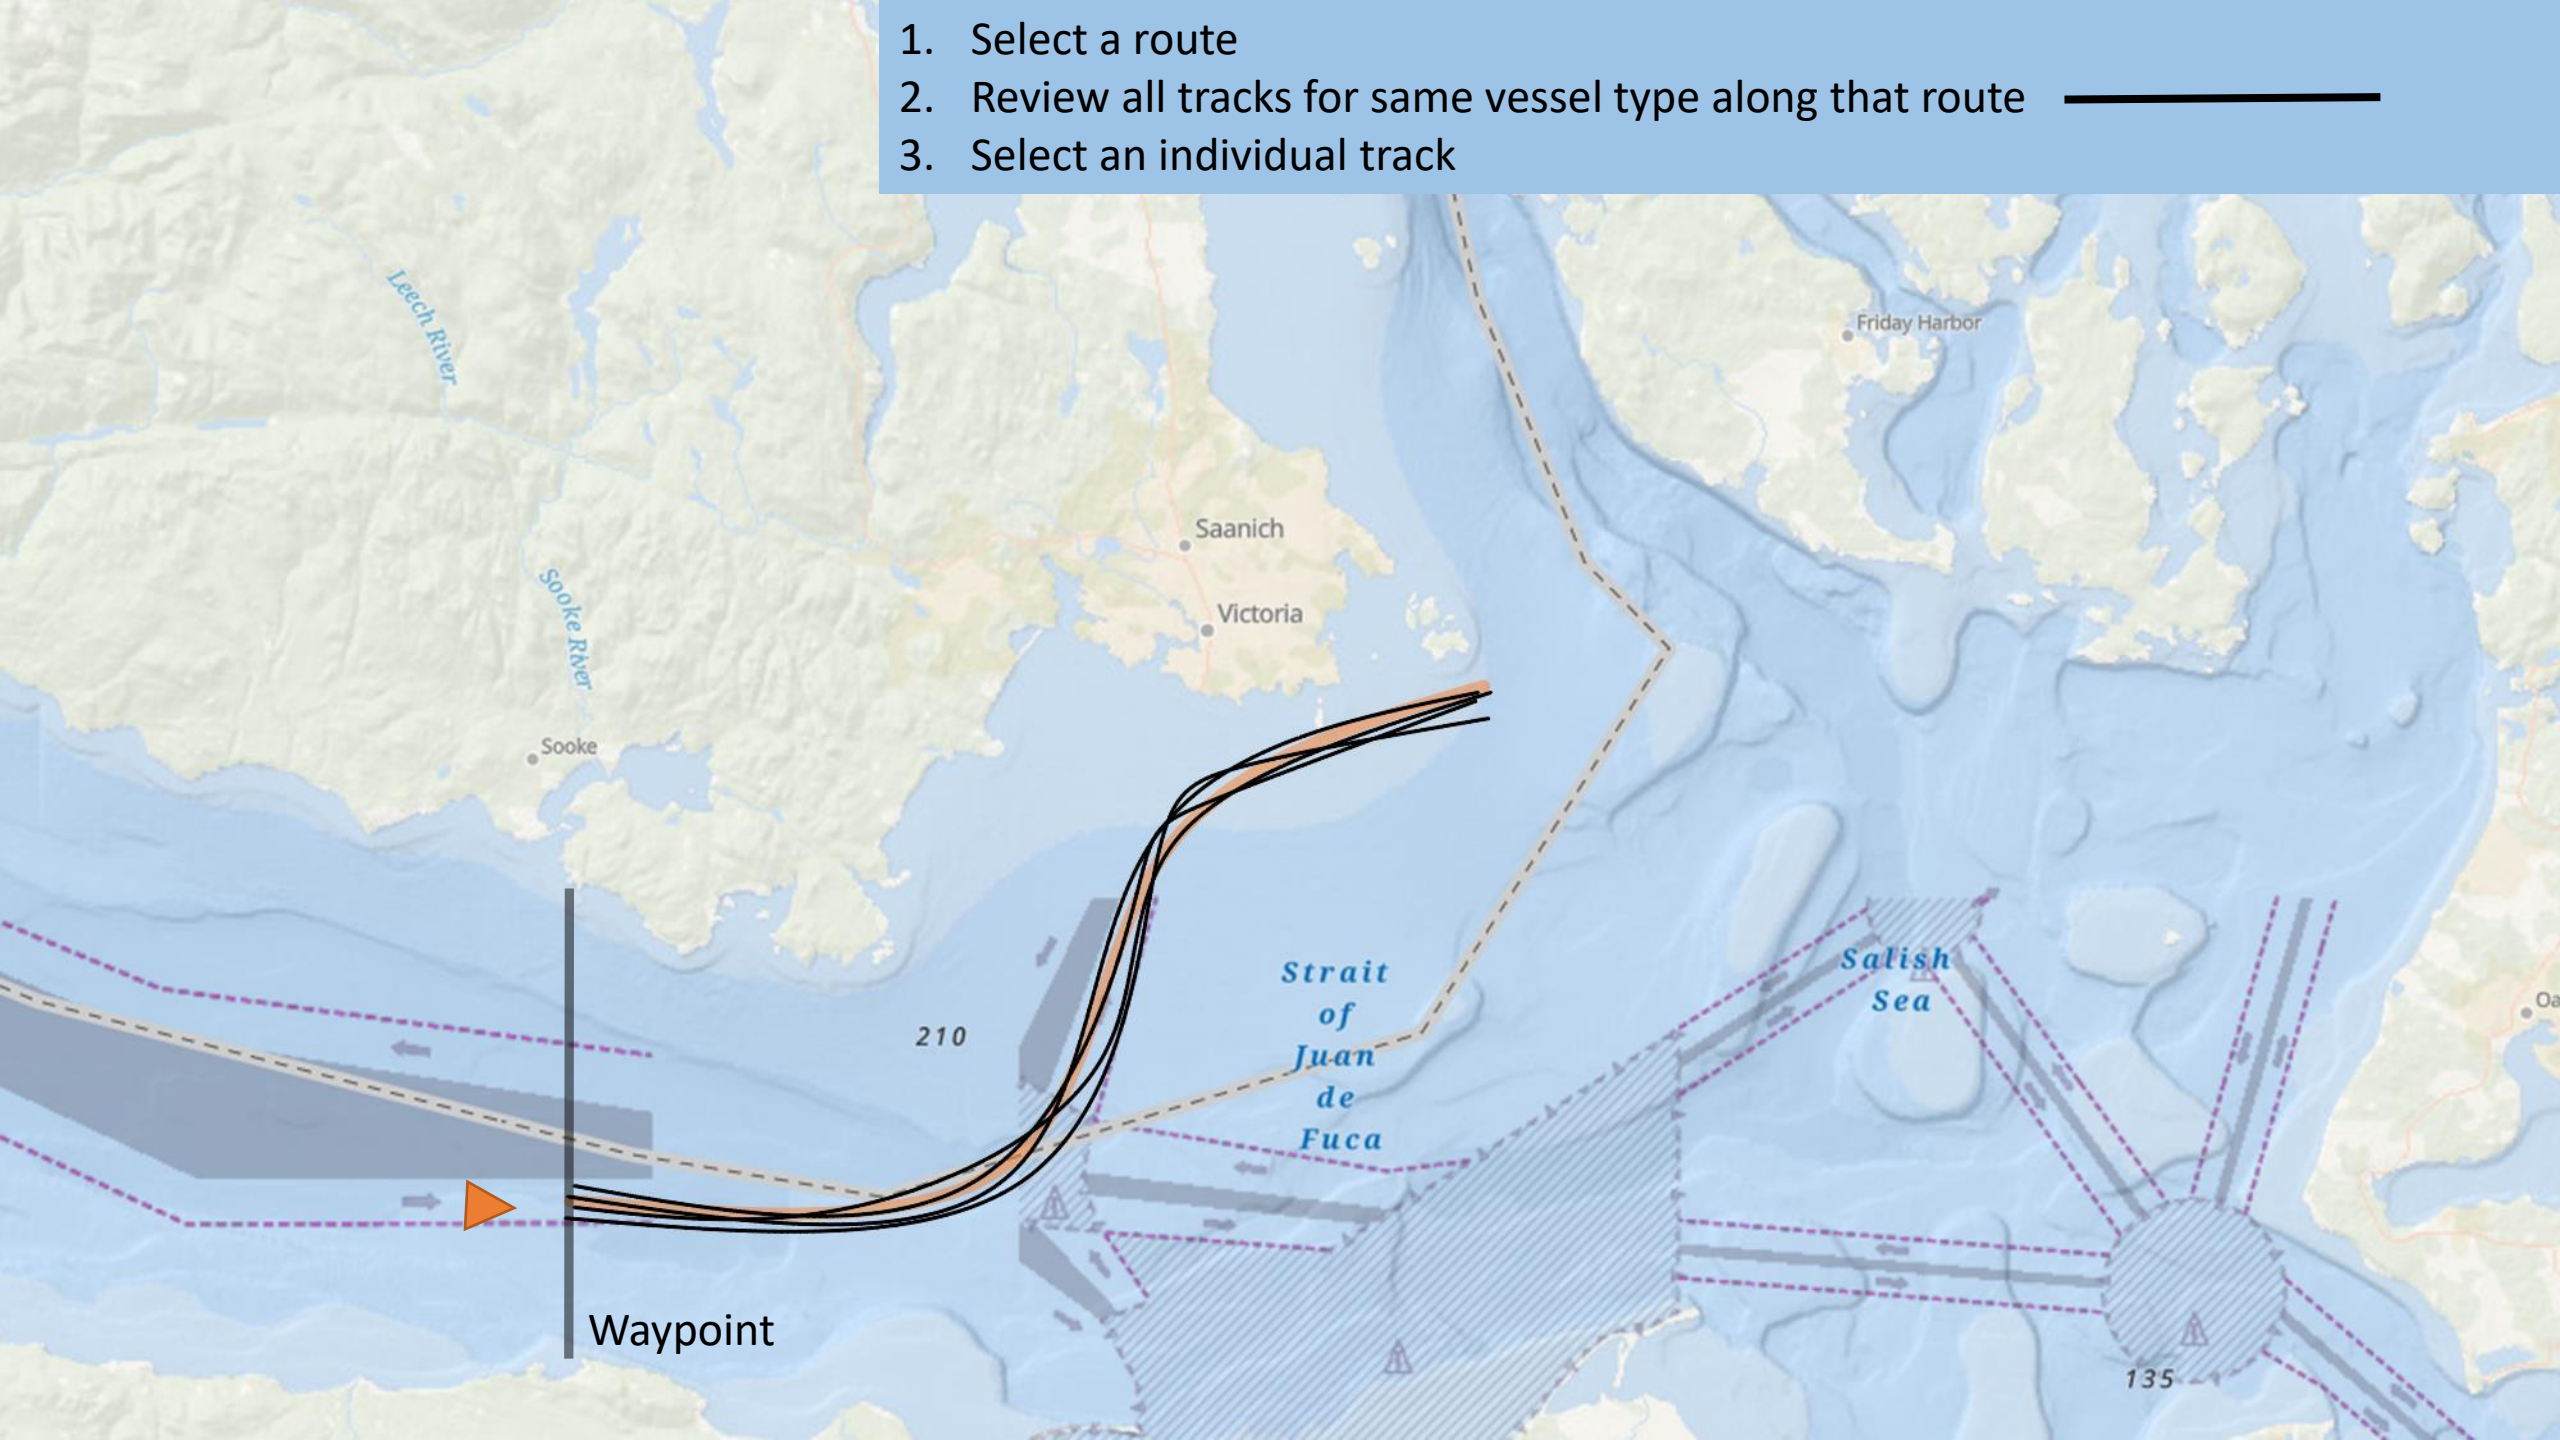 1. Select a route
2. Review all tracks for same vessel type along that route
3. Select an individual track
Leech River
Friday Harbor
Saanich
Sooke River
Victoria
Sooke
Strait
of
Juan
de
Fuca
Salish
Sea
Oa
210
Waypoint
135